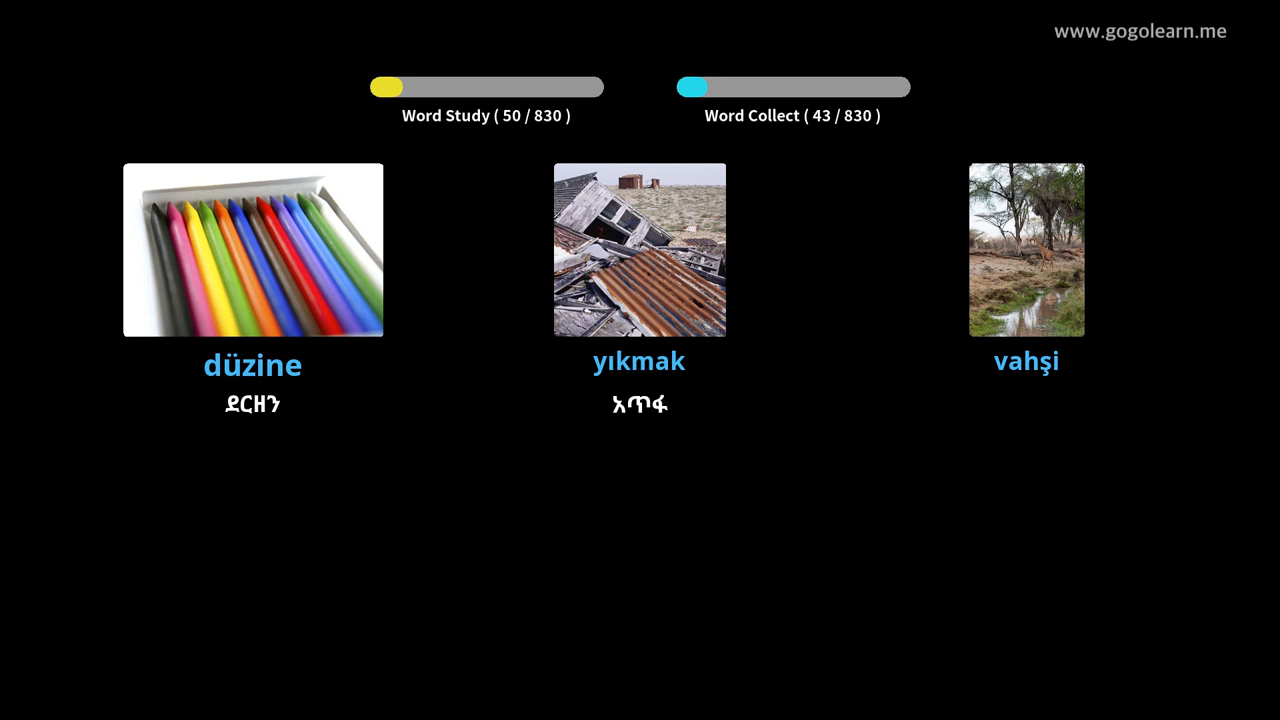 www.gogolearn.me
Word Study ( 50 / 830 )
Word Collect ( 43 / 830 )
düzine
yıkmak
vahşi
ደርዘን
አጥፋ